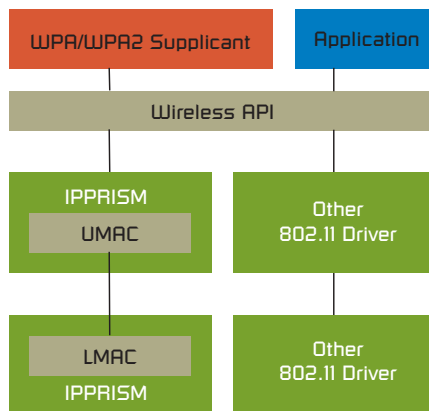 WPA/WPA2 Supplicant
Application
Wireless API
IPPRISM
UMAC
Other
802.11 Driver
LMAC
IPPRISM
Other
802.11 Driver